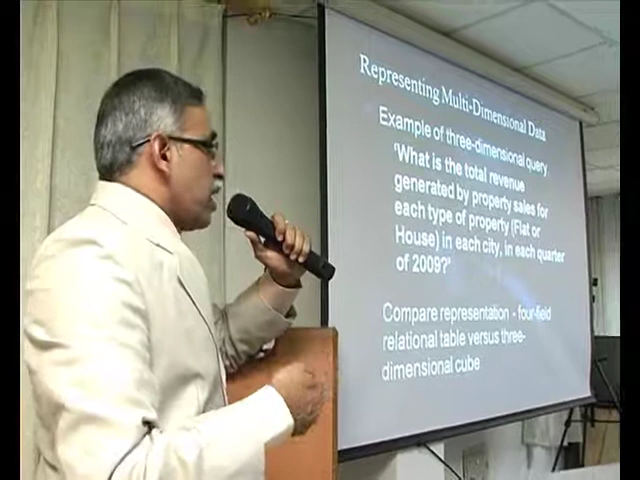 Representing Multi-Dimensional Data
Example of three-dimensional query.
'What is the total revenue
generated by property sales for
each type of property (Flat or
House) in each city, in each quarter
of 2009?'
Compare representation - four-field
relational table versus three-
dimensional cube